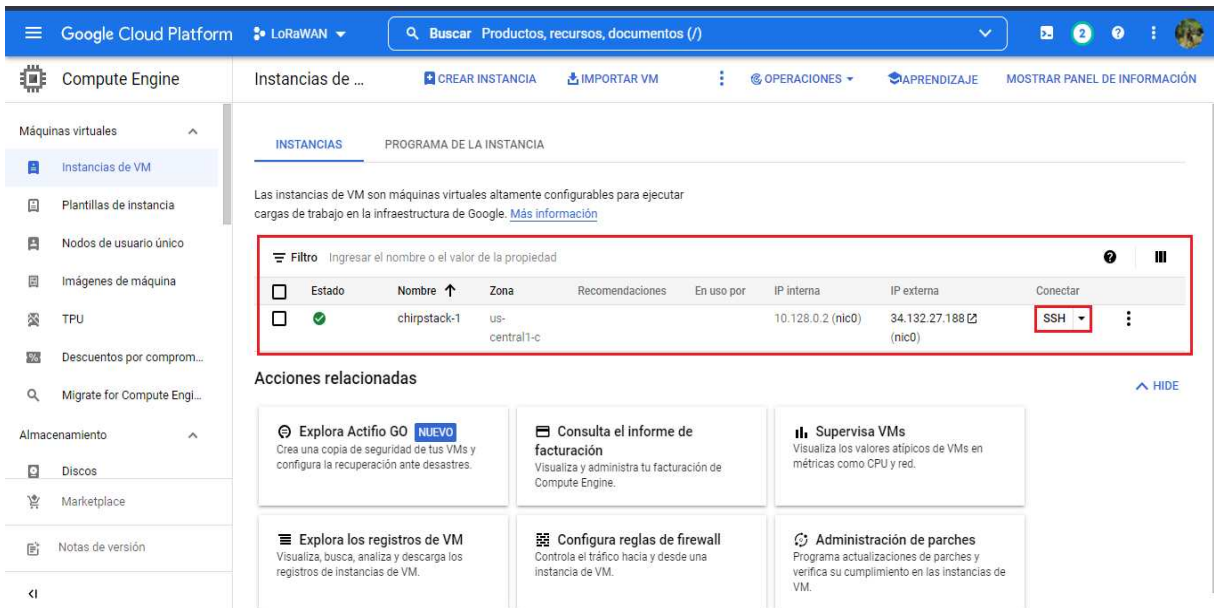 Google Cloud Platform
LoRaWAN
Buscar Productos, recursos, documentos (/)
2
Compute Engine
Instancias de ...
CREAR INSTANCIA
IMPORTAR VM
OPERACIONES
APRENDIZAJE
MOSTRAR PANEL DE INFORMACIÓN
Máquinas virtuales
Instancias de VM
Plantillas de instancia
Nodos de usuario único
Imágenes de máquina
TPU
Descuentos por comprom...
Migrate for Compute Engi...
Almacenamiento
Discos
Marketplace
Notas de versión
INSTANCIAS
PROGRAMA DE LA INSTANCIA
Las instancias de VM son máquinas virtuales altamente configurables para ejecutar
cargas de trabajo en la infraestructura de Google. Más información
Filtro Ingresar el nombre o el valor de la propiedad
Estado Nombre Zona Recomendaciones En uso por IP interna IP externa Conectar
chirpstack-1 us- 10.128.0.2 (nic0) 34.132.27.188 SSH
central1-c (nic0)
Acciones relacionadas
HIDE
Explora Actifio GO NUEVO
Crea una copia de seguridad de tus VMs y
configura la recuperación ante desastres.
Consulta el informe de
facturación
Visualiza y administra tu facturación de
Compute Engine.
Supervisa VMs
Visualiza los valores atípicos de VMs en
métricas como CPU y red.
Explora los registros de VM
Visualiza, busca, analiza y descarga los
registros de instancias de VM.
Configura reglas de firewall
Controla el tráfico hacia y desde una
instancia de VM.
Administración de parches
Programa actualizaciones de parches y
verifica su cumplimiento en las instancias de
VM.